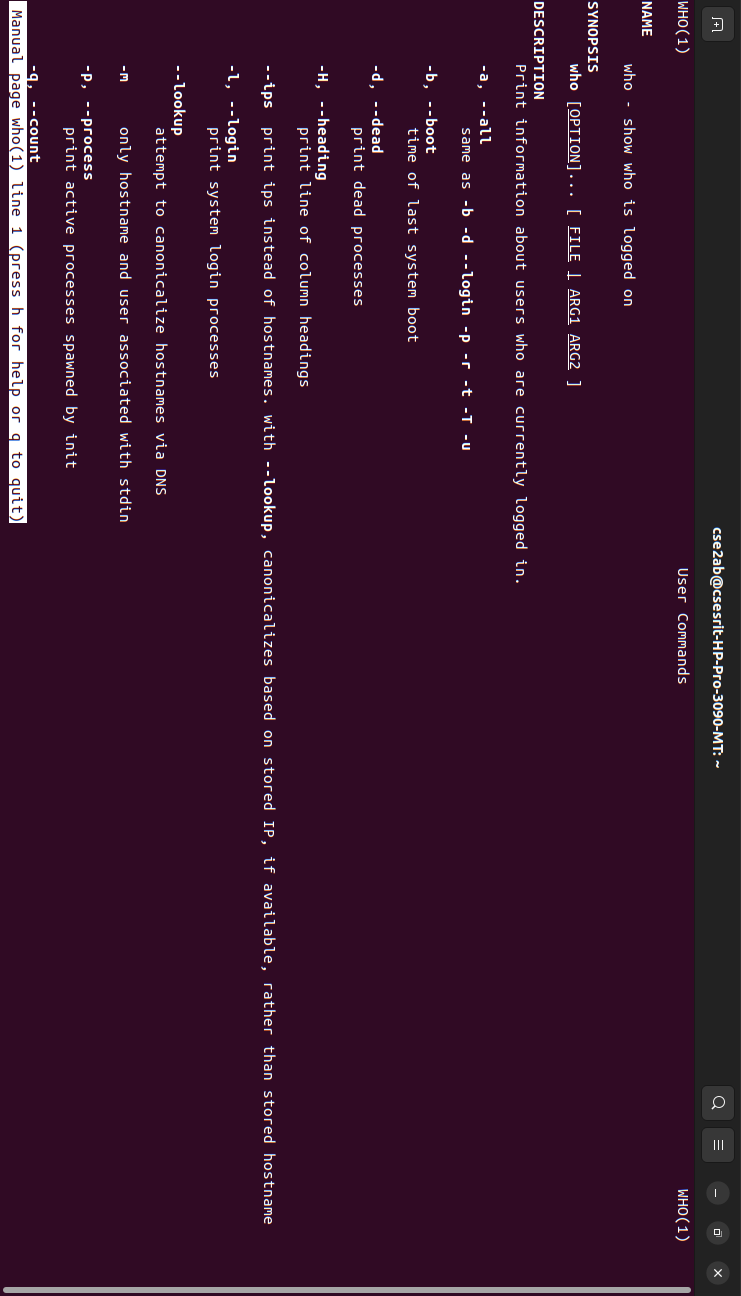 cse2ab@csesrit-HP-Pro-3090-MT: ~
WHO(1) User Commands WHO(1)
NAME
who - show who is logged on
SYNOPSIS
who [OPTION]... [ FILE | ARG1 ARG2 ]
DESCRIPTION
Print information about users who are currently logged in.
-a, --all
same as -b -d --login -p -r -t -T -u
-b, --boot
time of last system boot
-d, --dead
print dead processes
-H, --heading
print line of column headings
--ips print ips instead of hostnames. with --lookup, canonicalizes based on stored IP, if available, rather than stored hostname
-l, --login
print system login processes
--lookup
attempt to canonicalize hostnames via DNS
-m only hostname and user associated with stdin
-p, --process
print active processes spawned by init
-q, --count
Manual page who(1) line 1 (press h for help or q to quit)